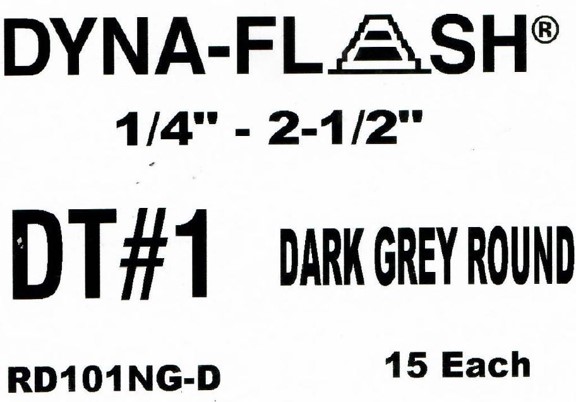 DYNA-FLASH®
1/4" - 2-1/2"
DT#1 DARK GREY ROUND
RD101NG-D 15 Each